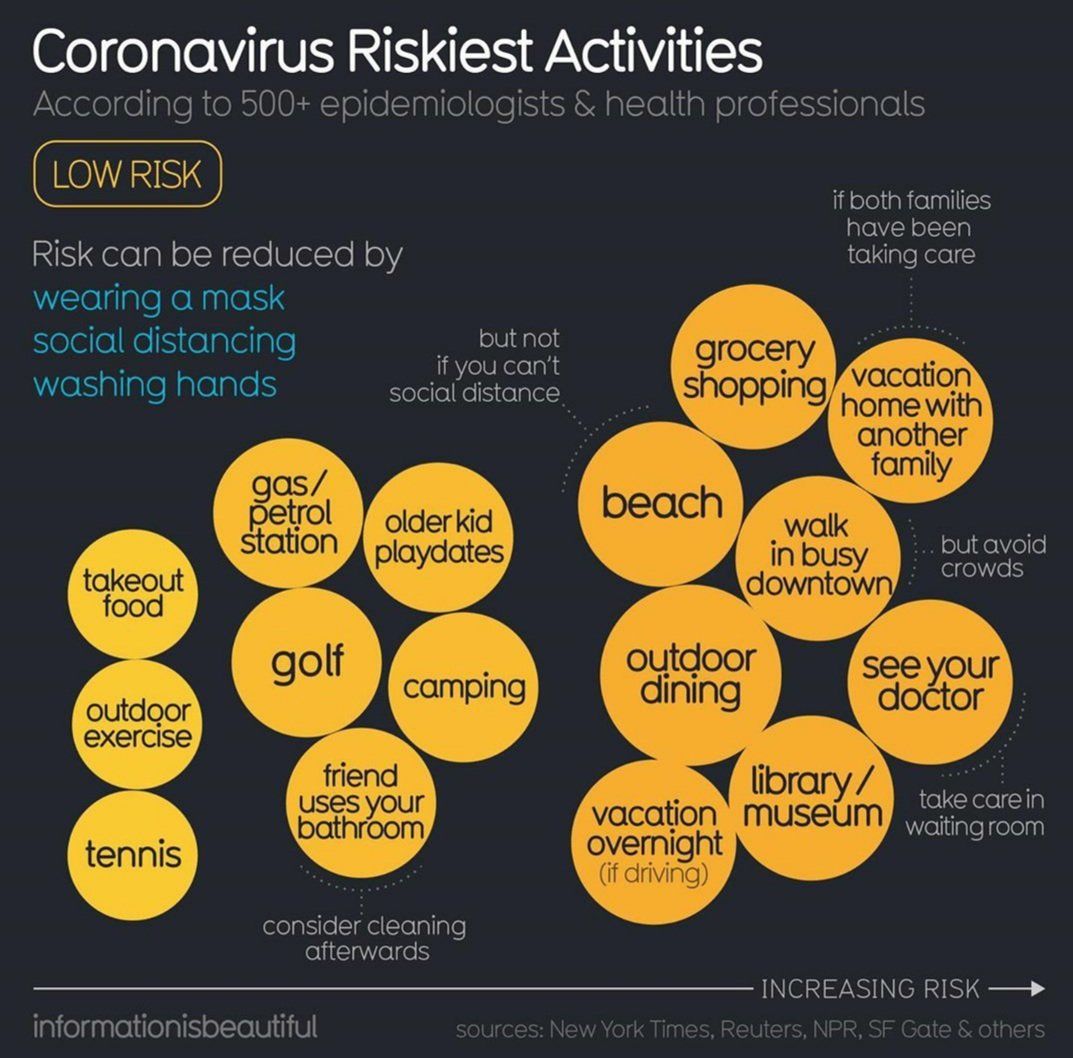 Coronavirus Riskiest Activities
According to 500+ epidemiologists & health professionals
LOW RISK
Risk can be reduced by
wearing a mask
social distancing
washing hands
takeout
food
outdoor
exercise
tennis
gas/
petrol
station
older kid
playdates
golf
camping
friend
uses your
bathroom
consider cleaning
afterwards
but not
if you can't
social distance
beach
grocery
shopping
if both families
have been
taking care
vacation
home with
another
family
walk
in busy
downtown
but avoid
crowds
outdoor
dining
see your
doctor
take care in
waiting room
library/
museum
vacation
overnight
(if driving)
INCREASING RISK
informationisbeautiful
sources: New York Times, Reuters, NPR, SF Gate & others